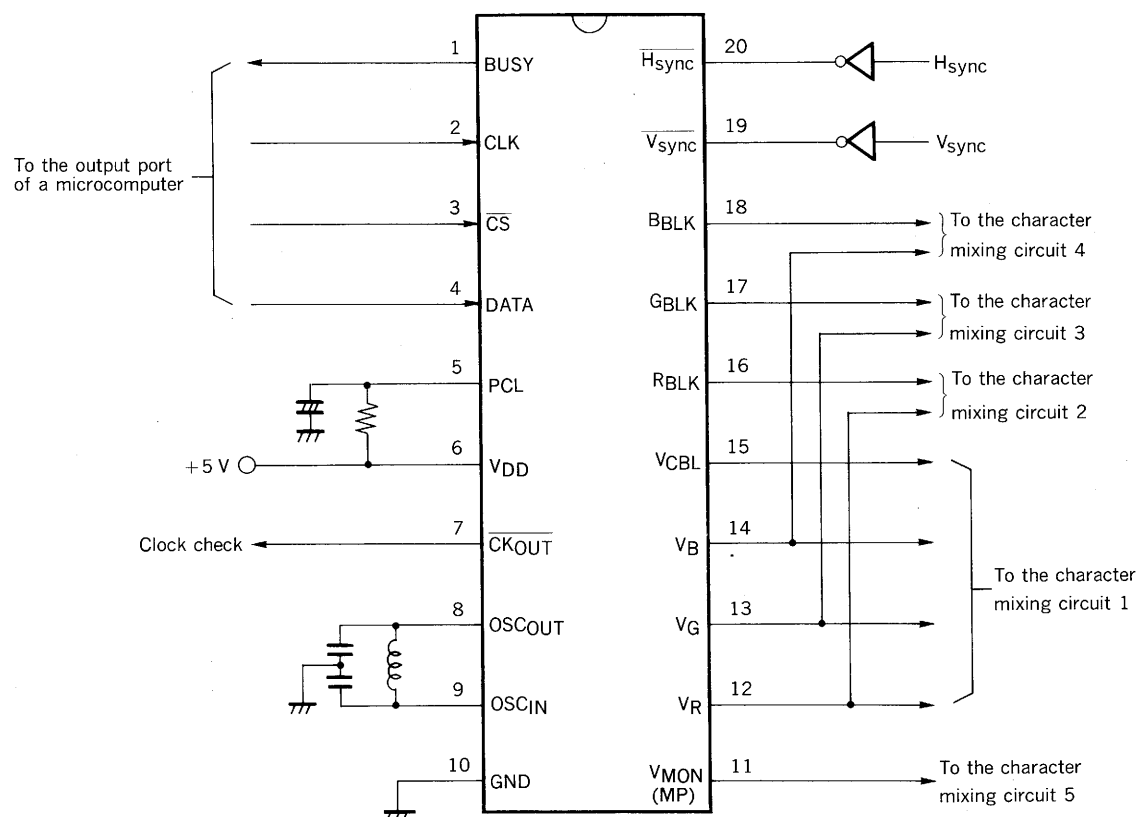 1
BUSY
2
CLK
3
CS
4
DATA
To the output port
of a microcomputer
5
PCL
6
VDD
+5 V
7
CKOUT
Clock check
8
OSCOUT
9
OSCIN
10
GND
20
Hsync
Hsync
19
Vsync
Vsync
18
BBLK
To the character
mixing circuit 4
17
GBLK
To the character
mixing circuit 3
16
RBLK
To the character
mixing circuit 2
15
VCBL
14
VB
13
VG
12
VR
To the character
mixing circuit 1
11
VMON
(MP)
To the character
mixing circuit 5